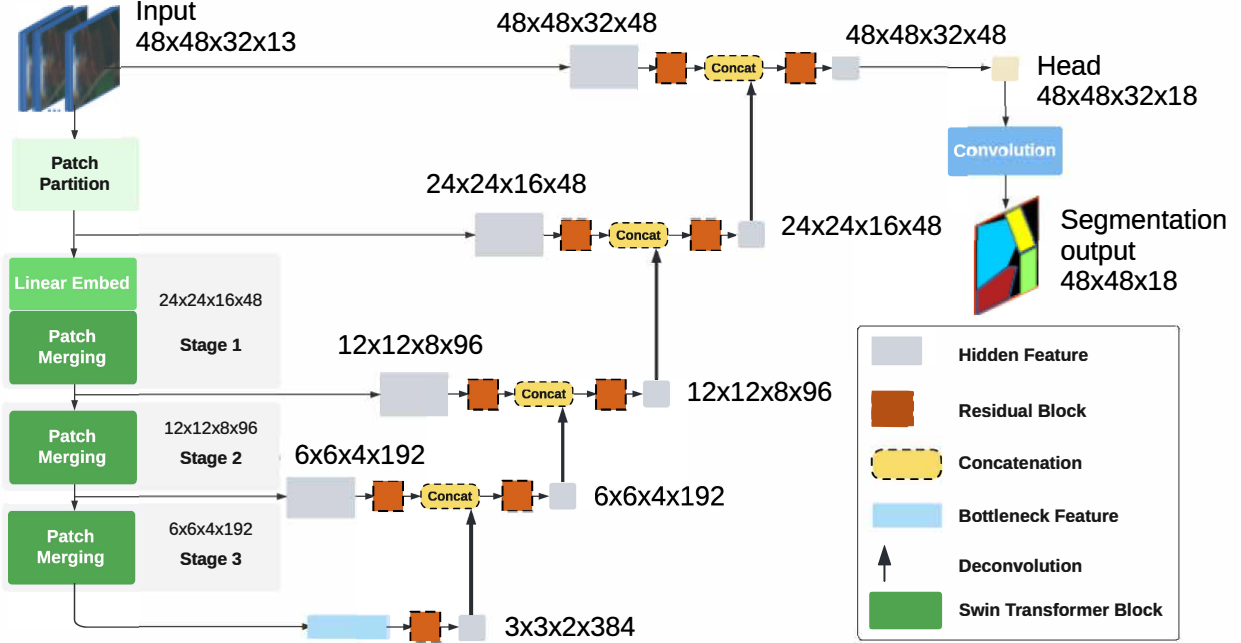 Input
48x48x32x13
48x48x32x48
Concat
48x48x32x48
Head
48x48x32x18
Convolution
Segmentation
output
48x48x18
Patch
Partition
24x24x16x48
Concat
24x24x16x48
Linear Embed
Patch
Merging
24x24x16x48
Stage 1
12x12x8x96
Concat
12x12x8x96
Patch
Merging
12x12x8x96
Stage 2
6x6x4x192
Concat
6x6x4x192
Patch
Merging
6x6x4x192
Stage 3
3x3x2x384
Hidden Feature
Residual Block
Concatenation
Bottleneck Feature
Deconvolution
Swin Transformer Block